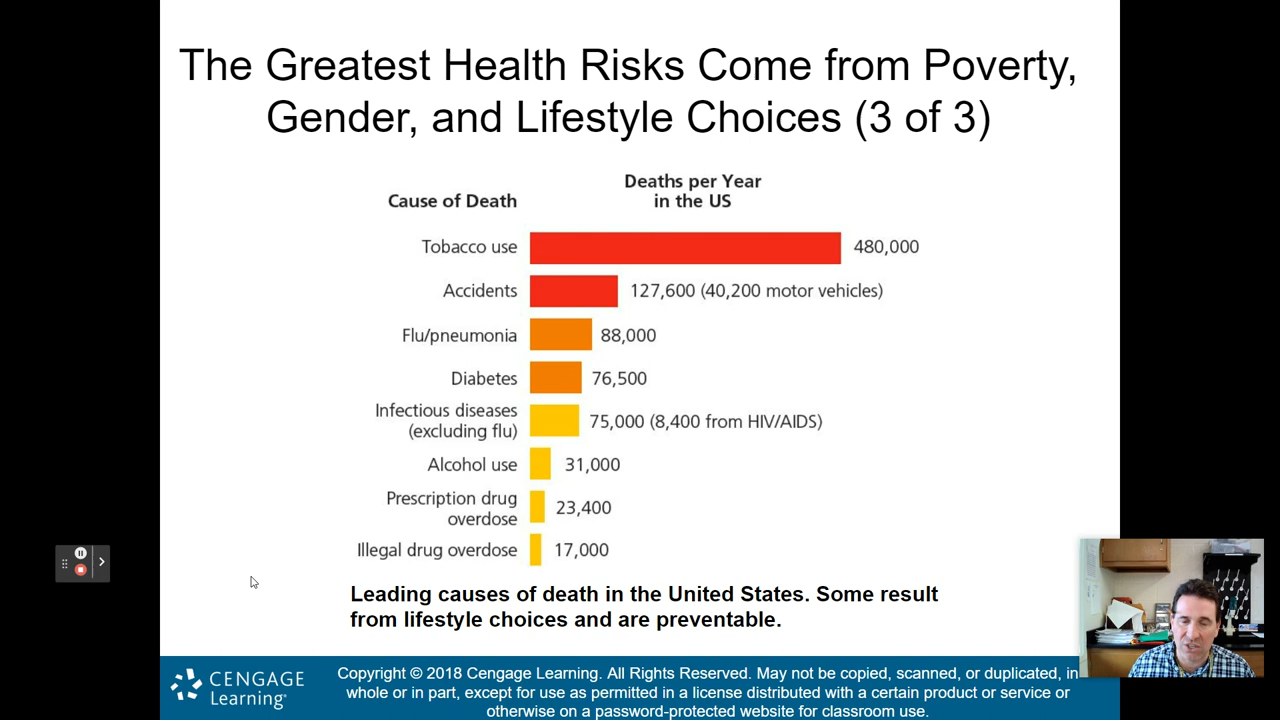 The Greatest Health Risks Come from Poverty,
Gender, and Lifestyle Choices (3 of 3)
Deaths per Year
in the US
Cause of Death
Tobacco use 480,000
Accidents 127,600 (40,200 motor vehicles)
Flu/pneumonia 88,000
Diabetes 76,500
Infectious diseases
(excluding flu) 75,000 (8,400 from HIV/AIDS)
Alcohol use 31,000
Prescription drug
overdose 23,400
Illegal drug overdose 17,000
Leading causes of death in the United States. Some result
from lifestyle choices and are preventable.
CENGAGE
Learning®
Copyright © 2018 Cengage Learning. All Rights Reserved. May not be copied, scanned, or duplicated, in
whole or in part, except for use as permitted in a license distributed with a certain product or service or
otherwise on a password-protected website for classroom use.